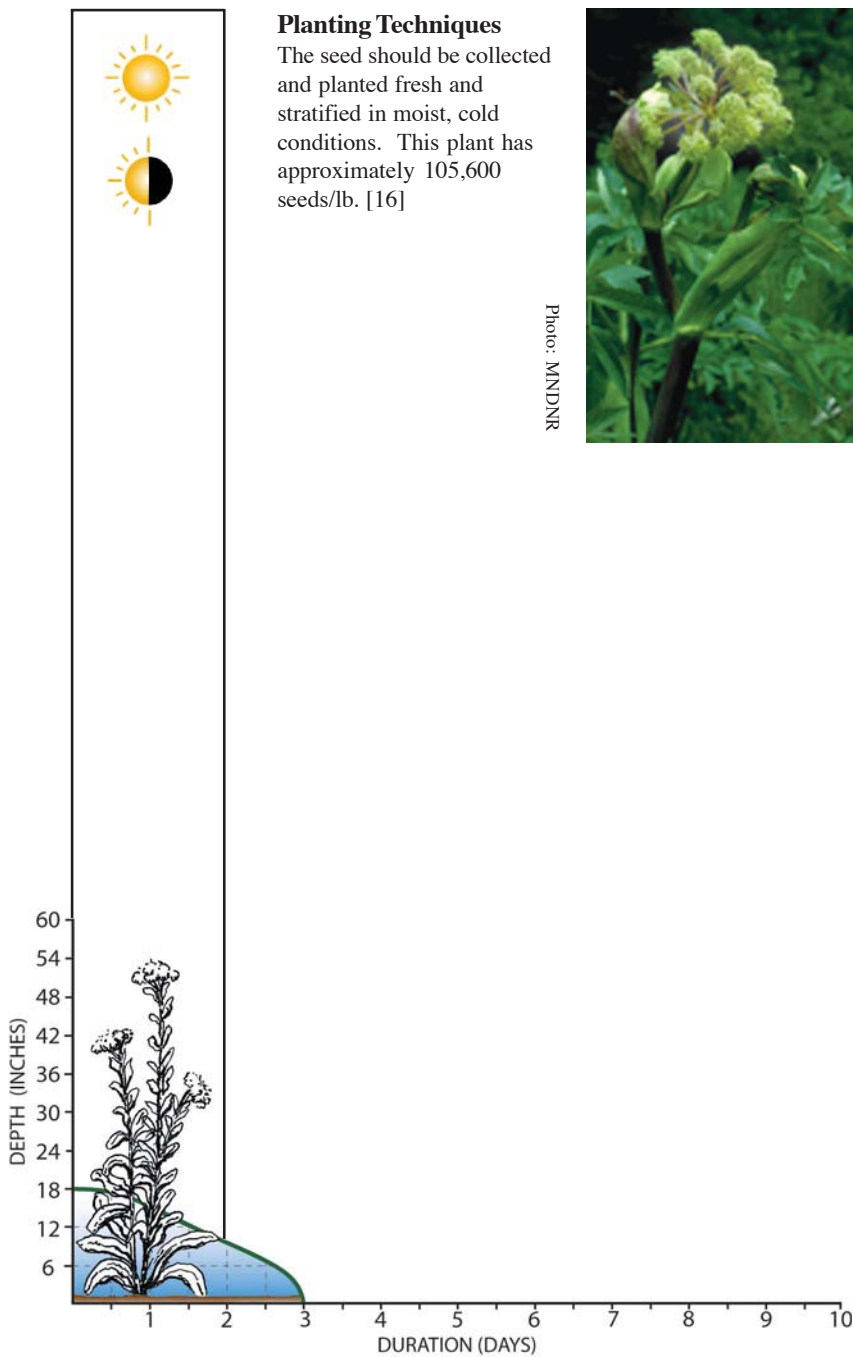 Planting Techniques
The seed should be collected
and planted fresh and
stratified in moist, cold
conditions. This plant has
approximately 105,600
seeds/lb. [16]
Photo: MNDNR
60
54
48
42
36
30
24
18
12
6
DEPTH (INCHES)
1 2 3 4 5 6 7 8 9 10
DURATION (DAYS)